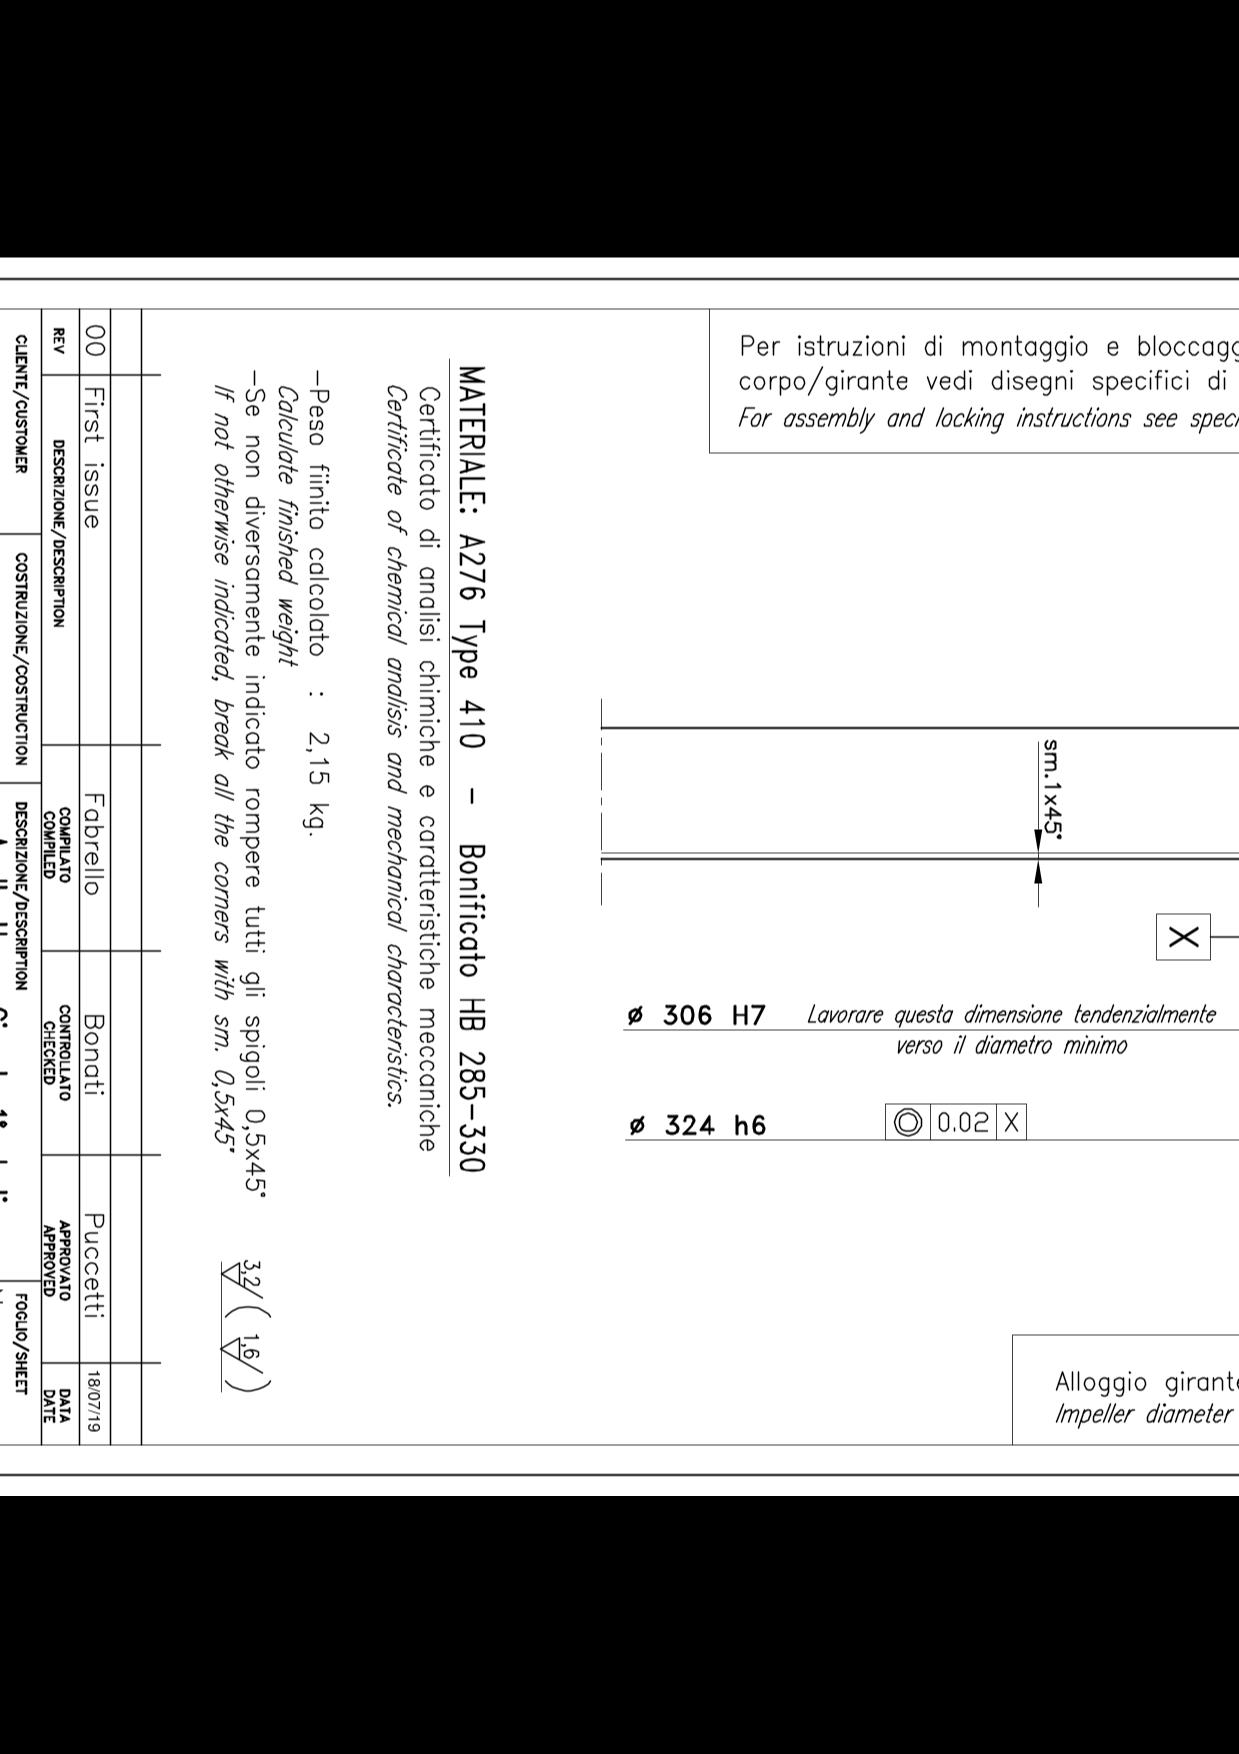 Per istruzioni di montaggio e
corpo/girante vedi disegni specifici di
For assembly and locking instructions see
sm.1x45°
X
ø 306 H7
Lavorare questa dimensione tendenzialmente
verso il diametro minimo
ø 324 h6
◎ 0.02 X
Alloggio
Impeller diameter
MATERIALE: A276 Type 410 - Bonificato HB 285-330
Certificato di analisi chimiche e caratteristiche meccaniche
Certificate of chemical analisis and mechanical characteristics.
-Peso fiinito calcolato : 2,15 kg.
Calculate finished weight
-Se non diversamente indicato rompere tutti gli spigoli 0,5x45°
If not otherwise indicated, break all the corners with sm. 0,5x45°
3,2 ( 1,6 )
00 First issue Fabrello Bonati Puccetti 18/07/19
REV DESCRIZIONE/DESCRIPTION COMPILATO CONTROLLATO APPROVATO DATA
COMPILED CHECKED APPROVED DATE
CLIENTE/CUSTOMER COSTRUZIONE/COSTRUCTION DESCRIZIONE/DESCRIPTION FOGLIO/SHEET